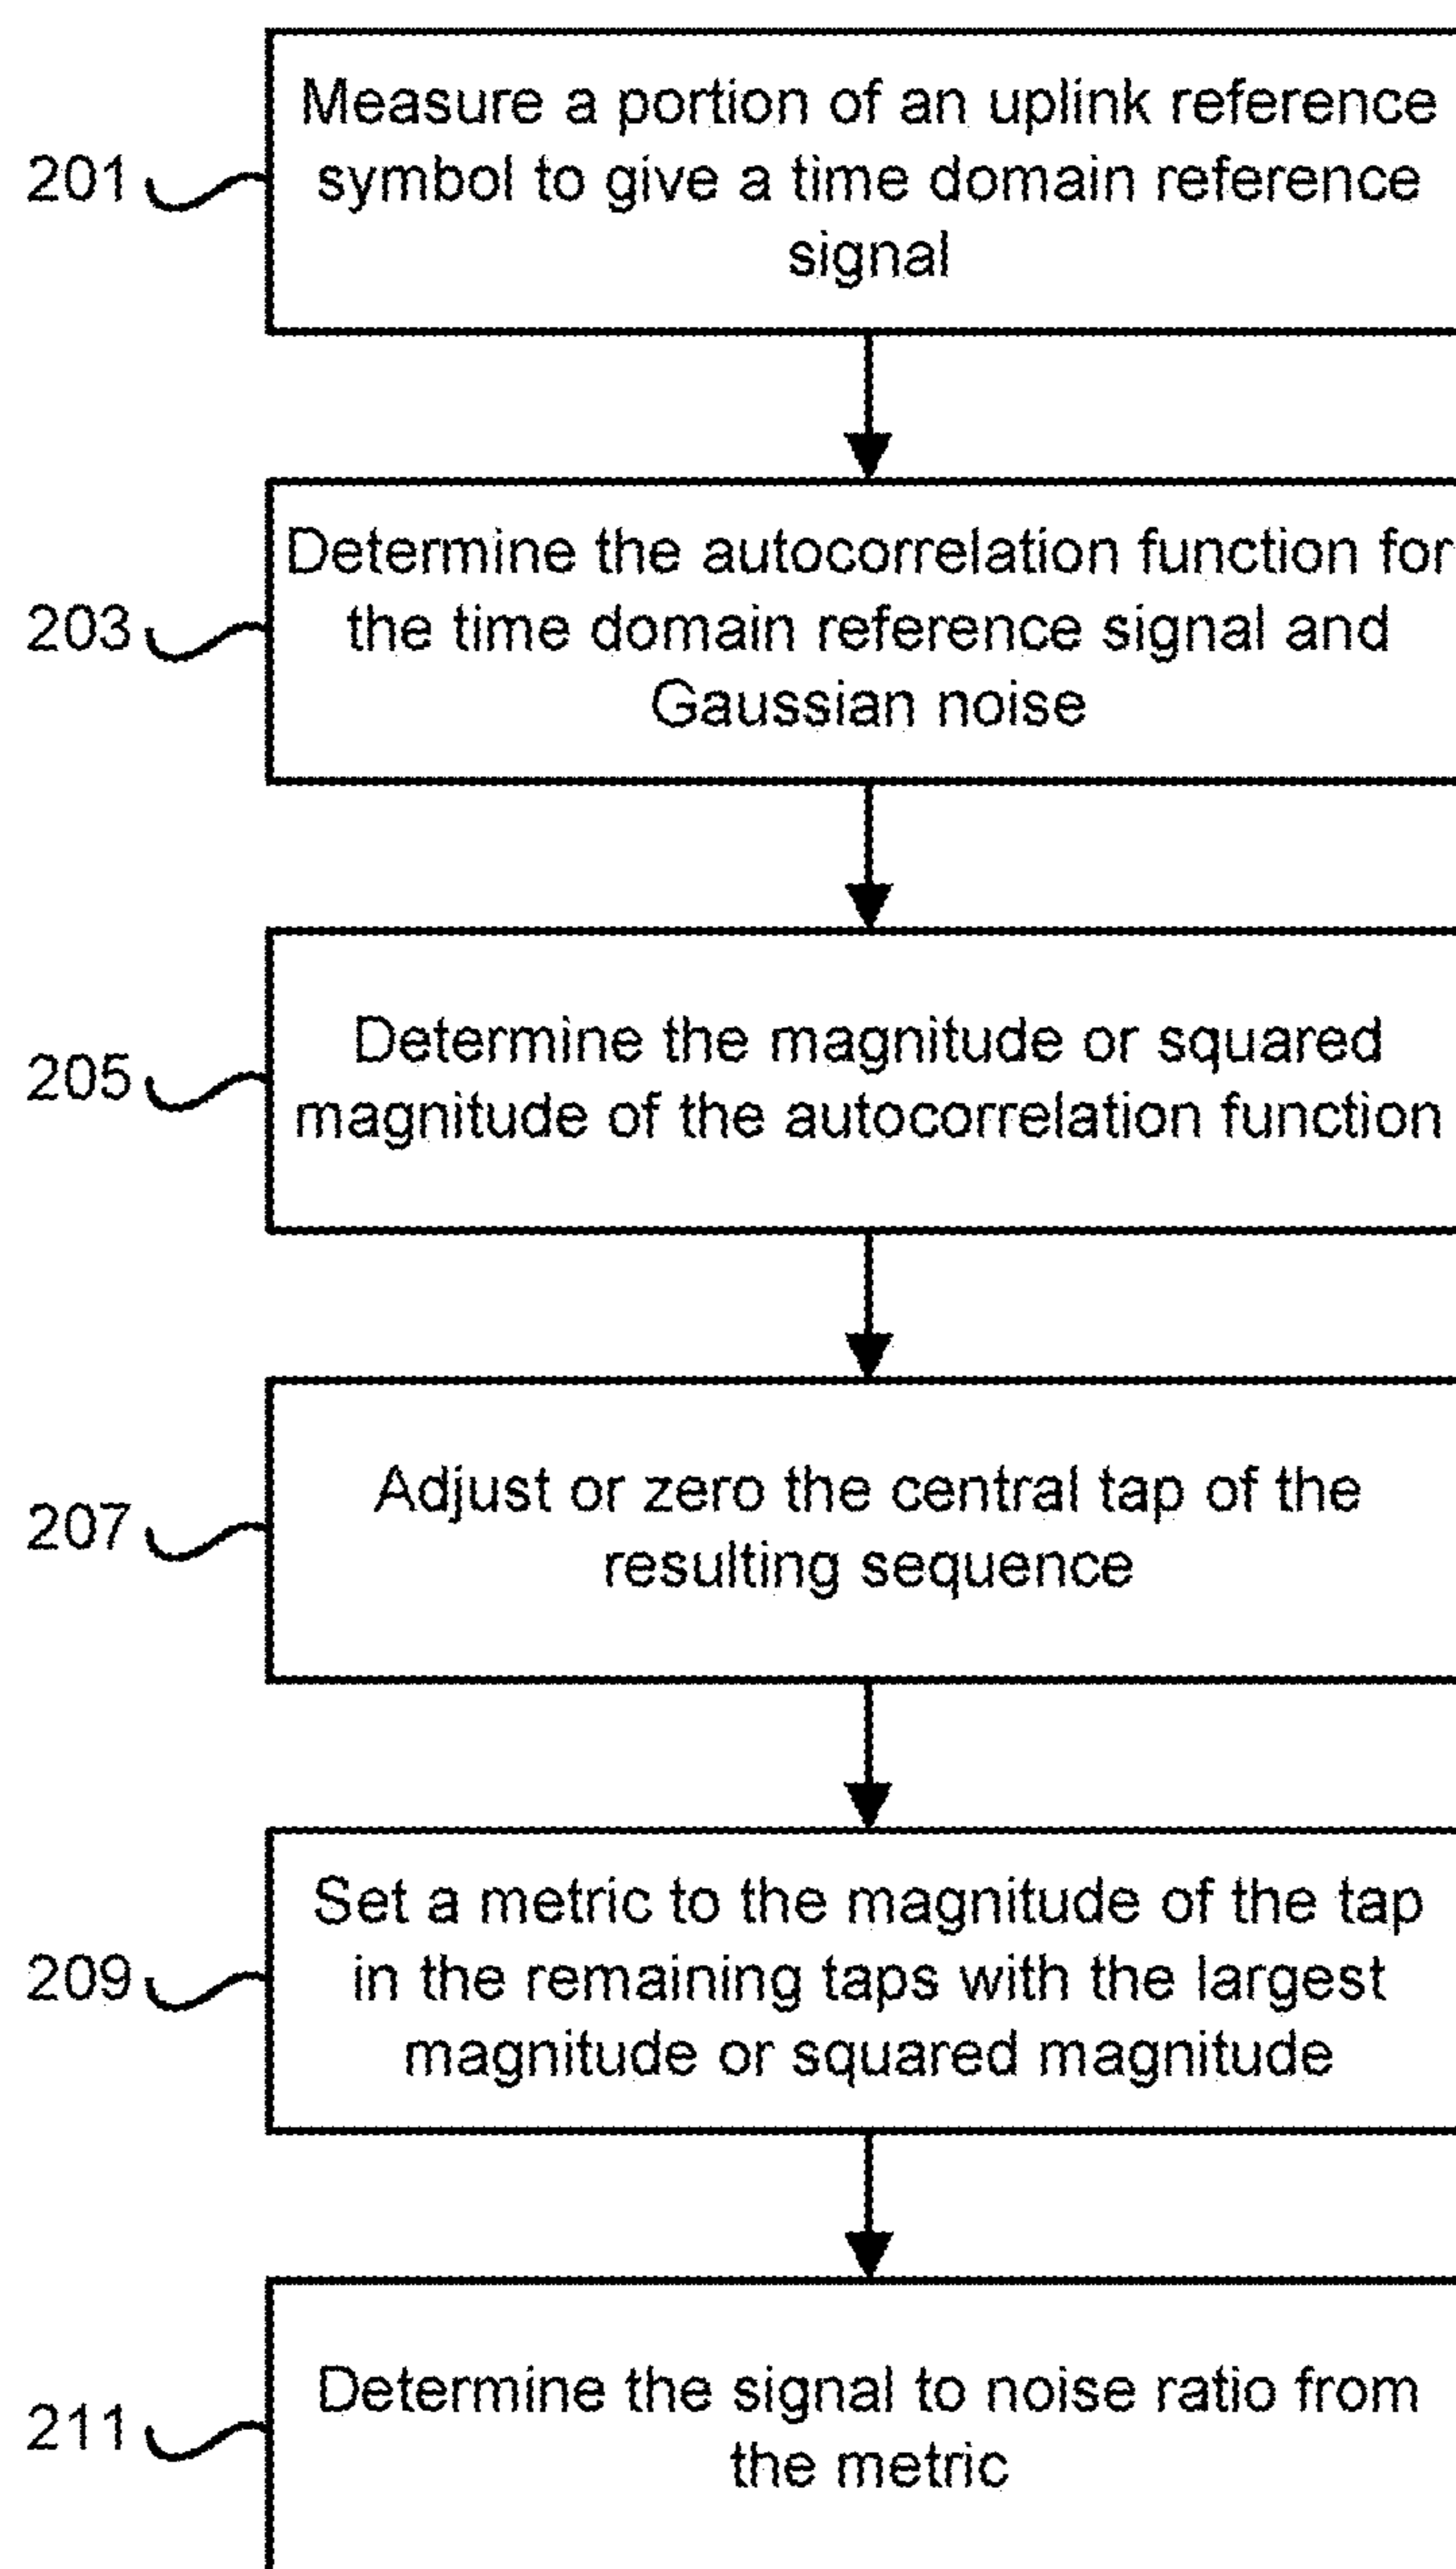 Measure a portion of an uplink reference
201
symbol to give a time domain reference
signal
Determine the autocorrelation function for
203
the time domain reference signal and
Gaussian noise
Determine the magnitude or squared
205
magnitude of the autocorrelation function
Adjust or zero the central tap of the
207
resulting sequence
Set a metric to the magnitude of the tap
209
in the remaining taps with the largest
magnitude or squared magnitude
Determine the signal to noise ratio from
211
the metric